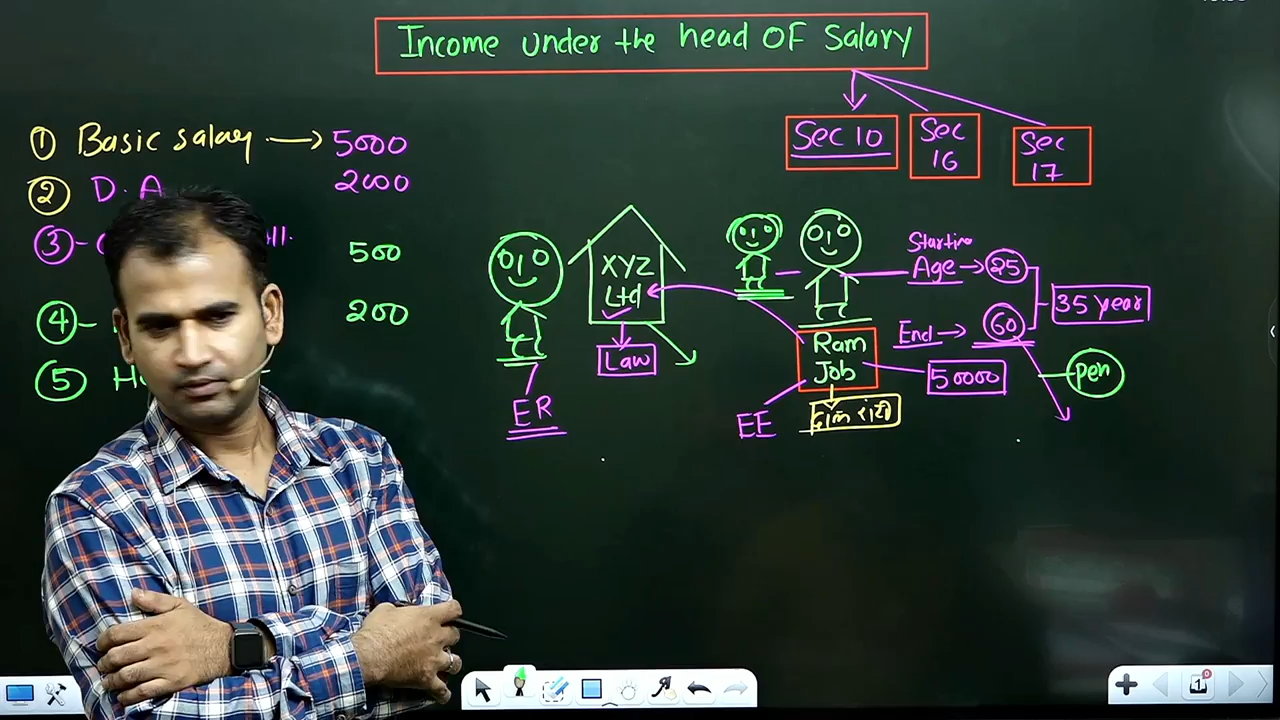 Income under the head OF Salary
Sec 10
Sec
16
Sec
17
① Basic salary → 5000
② D.A 2000
③- ll. 500
④- 200
⑤ H
XYZ
Ltd
Law
ER
Starting
Age → 25
End → 60
35 year
Ram
Job
50000
EE
pen
1